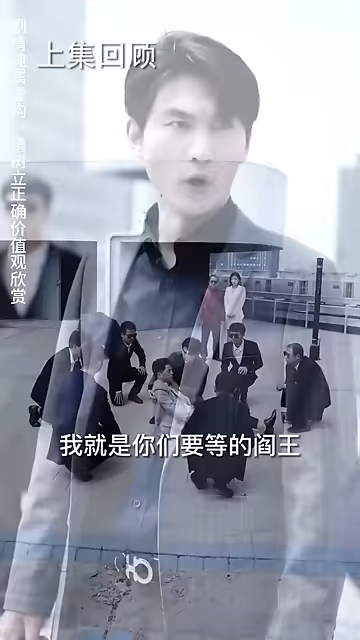 上集回顾
树立正确价值观欣赏
我就是你们要等的阎王